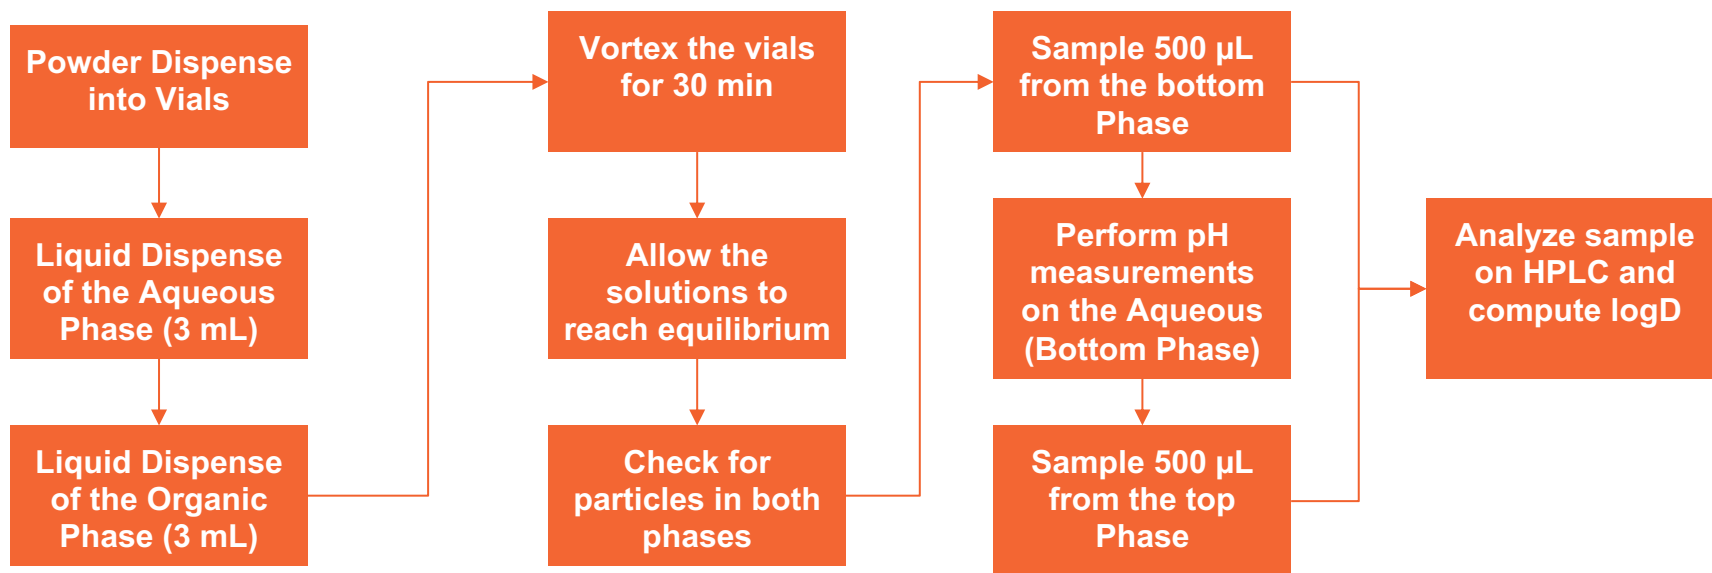 Powder Dispense
into Vials
Liquid Dispense
of the Aqueous
Phase (3 mL)
Liquid Dispense
of the Organic
Phase (3 mL)
Vortex the vials
for 30 min
Allow the
solutions to
reach equilibrium
Check for
particles in both
phases
Sample 500 µL
from the bottom
Phase
Perform pH
measurements
on the Aqueous
(Bottom Phase)
Sample 500 µL
from the top
Phase
Analyze sample
on HPLC and
compute logD